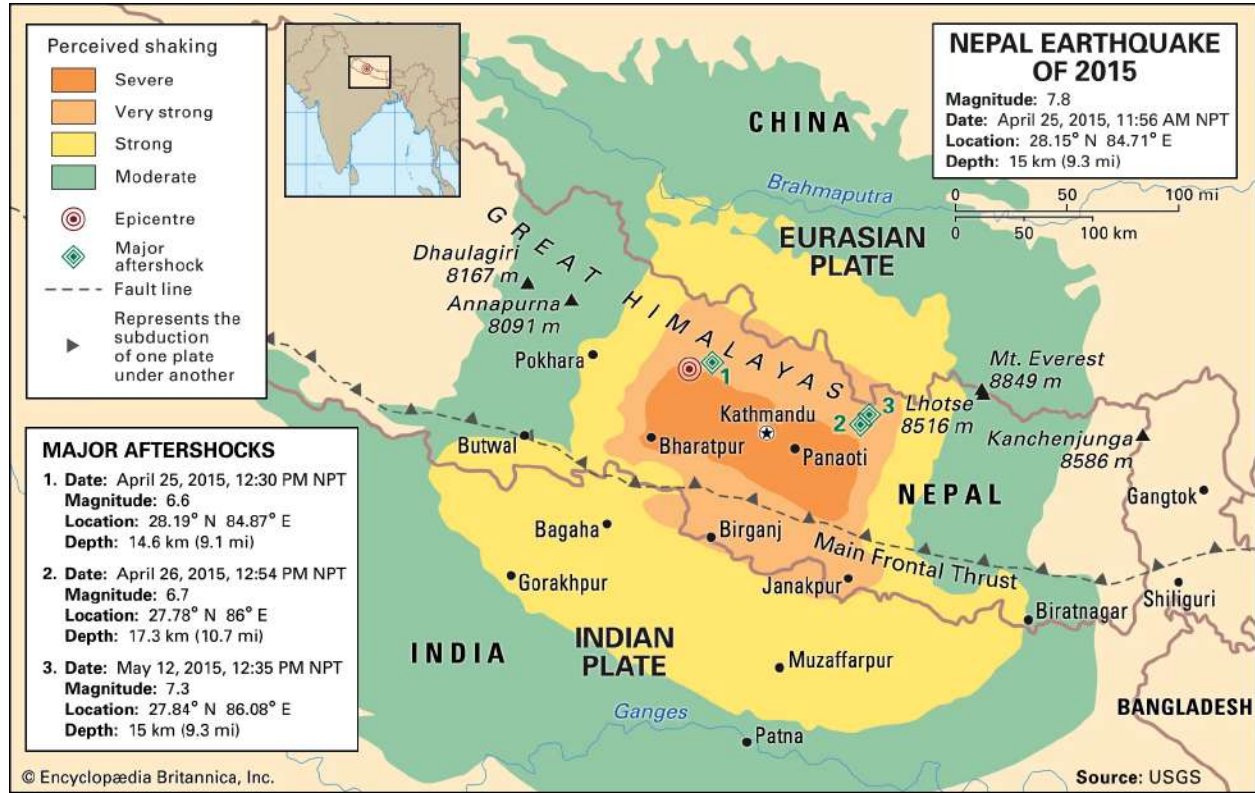 Perceived shaking
Severe
Very strong
Strong
Moderate
Epicentre
Major
aftershock
Fault line
Represents the
subduction
of one plate
under another
NEPAL EARTHQUAKE
OF 2015
Magnitude: 7.8
Date: April 25, 2015, 11:56 AM NPT
Location: 28.15° N 84.71° E
Depth: 15 km (9.3 mi)
0 50 100 mi
0 50 100 km
CHINA
Brahmaputra
EURASIAN
PLATE
GREAT HIMALAYAS
Dhaulagiri
8167 m
Annapurna
8091 m
Pokhara
1
Mt. Everest
8849 m
Lhotse
8516 m
Kanchenjunga
8586 m
2 3
Kathmandu
Butwal
Bharatpur
Panaoti
NEPAL
Gangtok
Bagaha
Birganj
Main Frontal Thrust
Gorakhpur
Janakpur
Biratnagar
Shiliguri
INDIA
INDIAN
PLATE
Muzaffarpur
BANGLADESH
Ganges
Patna
MAJOR AFTERSHOCKS
1. Date: April 25, 2015, 12:30 PM NPT
Magnitude: 6.6
Location: 28.19° N 84.87° E
Depth: 14.6 km (9.1 mi)
2. Date: April 26, 2015, 12:54 PM NPT
Magnitude: 6.7
Location: 27.78° N 86° E
Depth: 17.3 km (10.7 mi)
3. Date: May 12, 2015, 12:35 PM NPT
Magnitude: 7.3
Location: 27.84° N 86.08° E
Depth: 15 km (9.3 mi)
© Encyclopædia Britannica, Inc.
Source: USGS